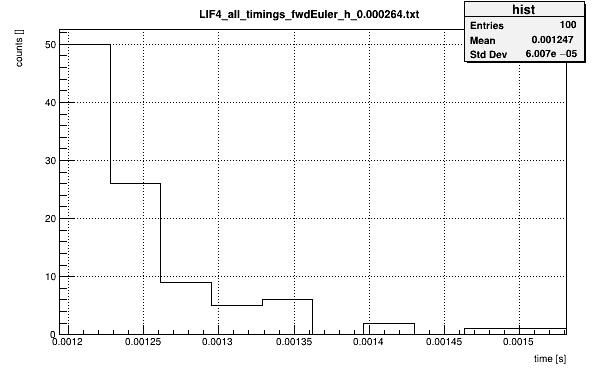 LIF4_all_timings_fwdEuler_h_0.000264.txt
hist
Entries 100
Mean 0.001247
Std Dev 6.007e −05
counts []
50
40
30
20
10
0
0.0012 0.00125 0.0013 0.00135 0.0014 0.00145 0.0015
time [s]